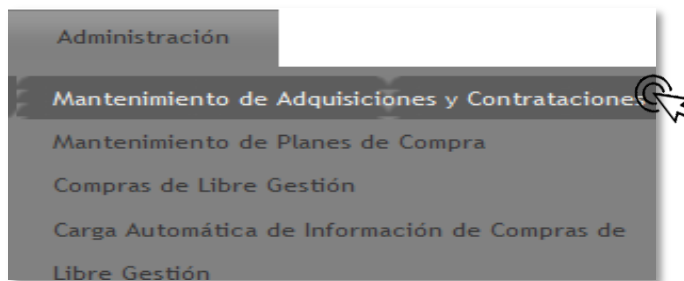 Administración
Mantenimiento de Adquisiciones y Contrataciones
Mantenimiento de Planes de Compra
Compras de Libre Gestión
Carga Automática de Información de Compras de
Libre Gestión